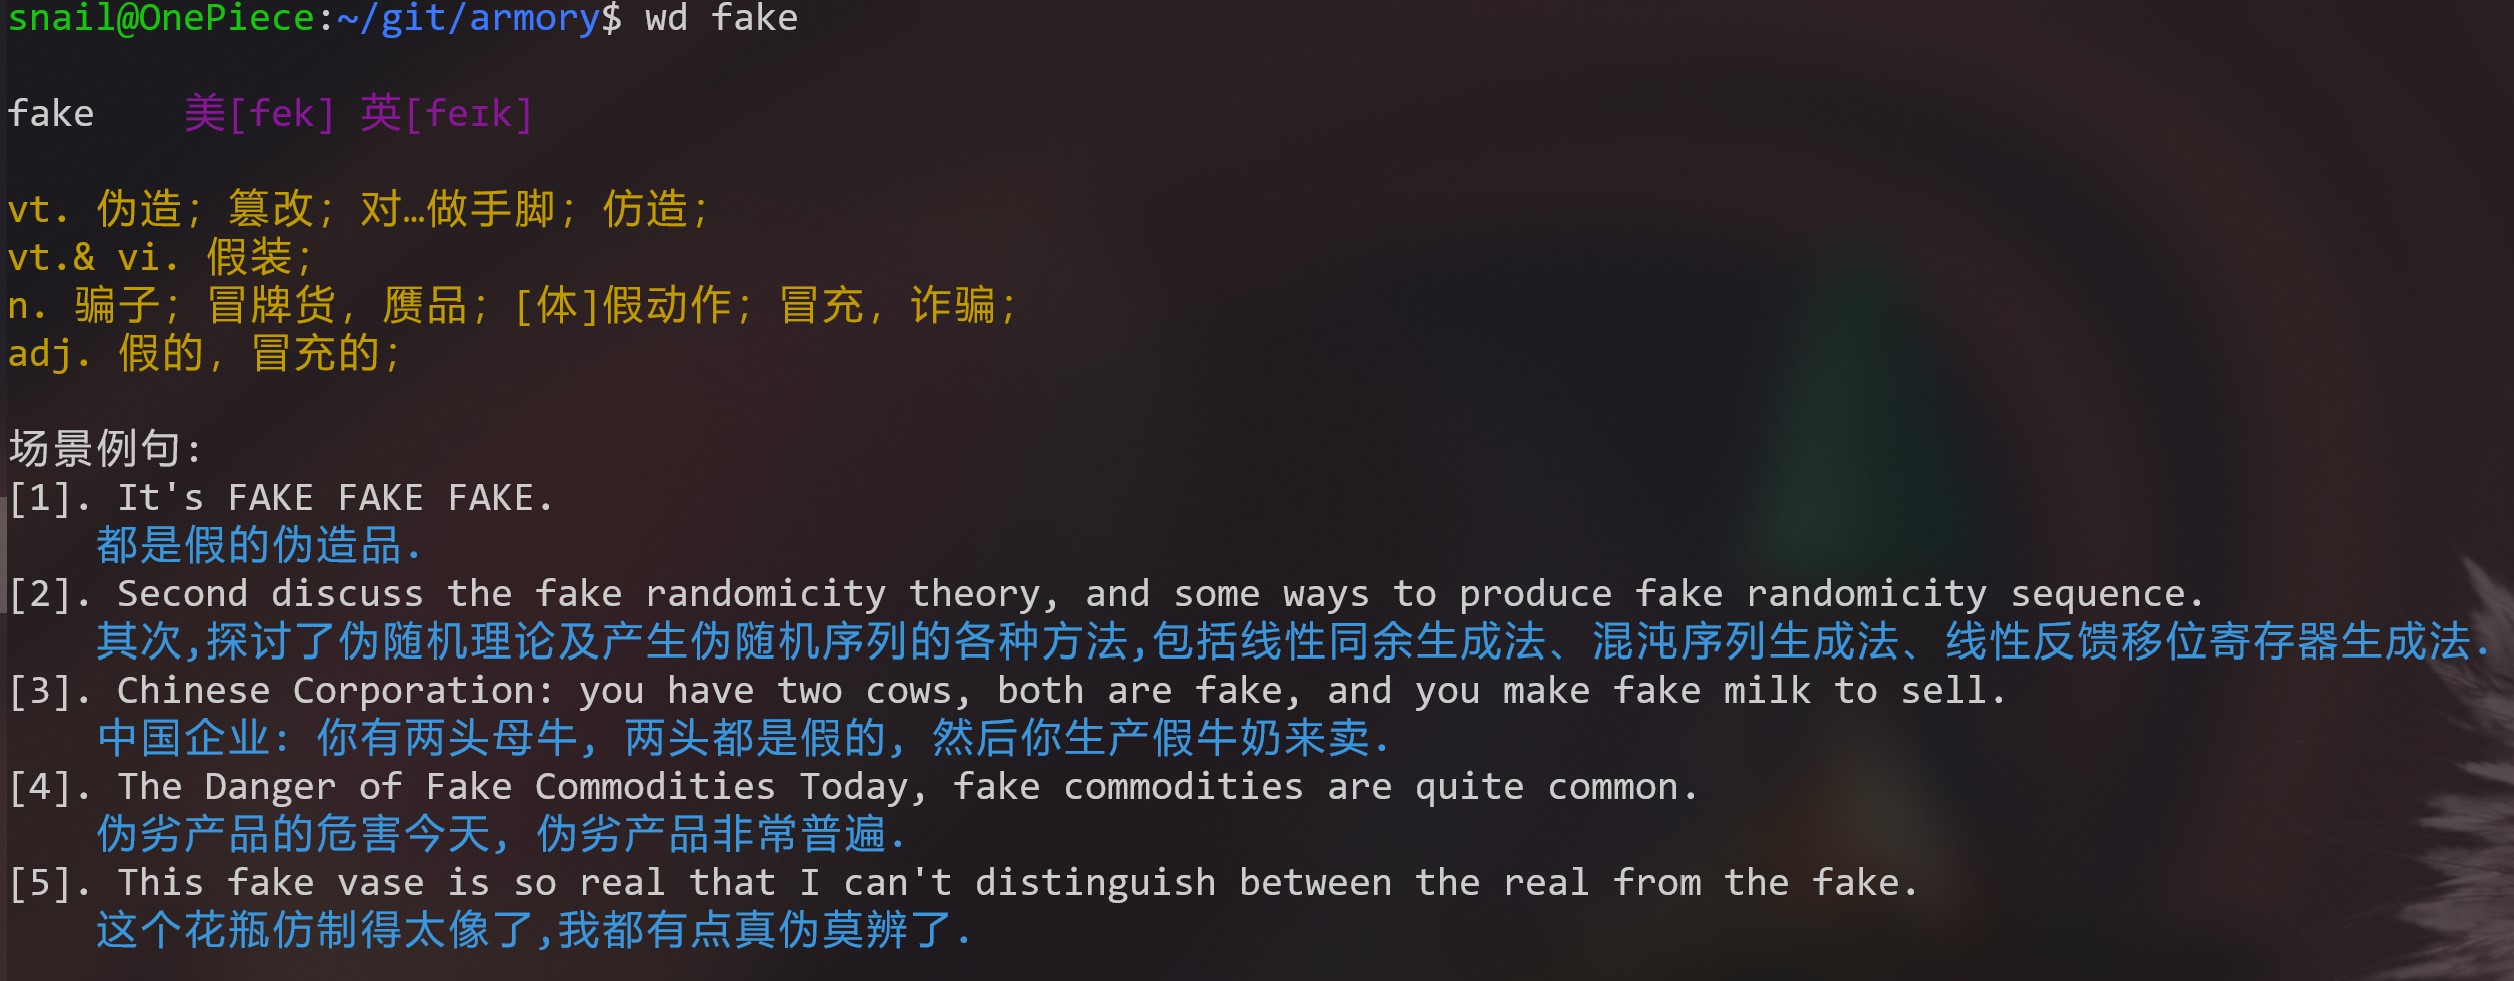 snail@OnePiece:~/git/armory$ wd fake
fake 美[fek] 英[feɪk]
vt. 伪造; 篡改; 对…做手脚; 仿造;
vt.& vi. 假装;
n. 骗子; 冒牌货, 赝品; [体]假动作; 冒充, 诈骗;
adj. 假的, 冒充的;
场景例句:
[1]. It's FAKE FAKE FAKE.
都是假的伪造品.
[2]. Second discuss the fake randomicity theory, and some ways to produce fake randomicity sequence.
其次,探讨了伪随机理论及产生伪随机序列的各种方法,包括线性同余生成法、混沌序列生成法、线性反馈移位寄存器生成法.
[3]. Chinese Corporation: you have two cows, both are fake, and you make fake milk to sell.
中国企业: 你有两头母牛, 两头都是假的, 然后你生产假牛奶来卖.
[4]. The Danger of Fake Commodities Today, fake commodities are quite common.
伪劣产品的危害今天, 伪劣产品非常普遍.
[5]. This fake vase is so real that I can't distinguish between the real from the fake.
这个花瓶仿制得太像了,我都有点真伪莫辨了.